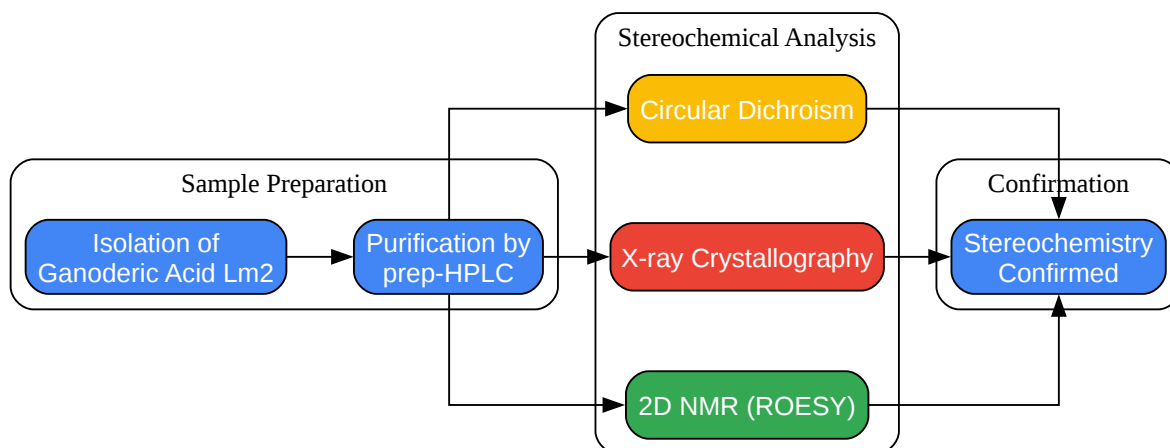 Stereochemical Analysis
Circular Dichroism
Sample Preparation
Confirmation
Isolation of
Ganoderic Acid Lm2
Purification by
prep-HPLC
X-ray Crystallography
Stereochemistry
Confirmed
2D NMR (ROESY)